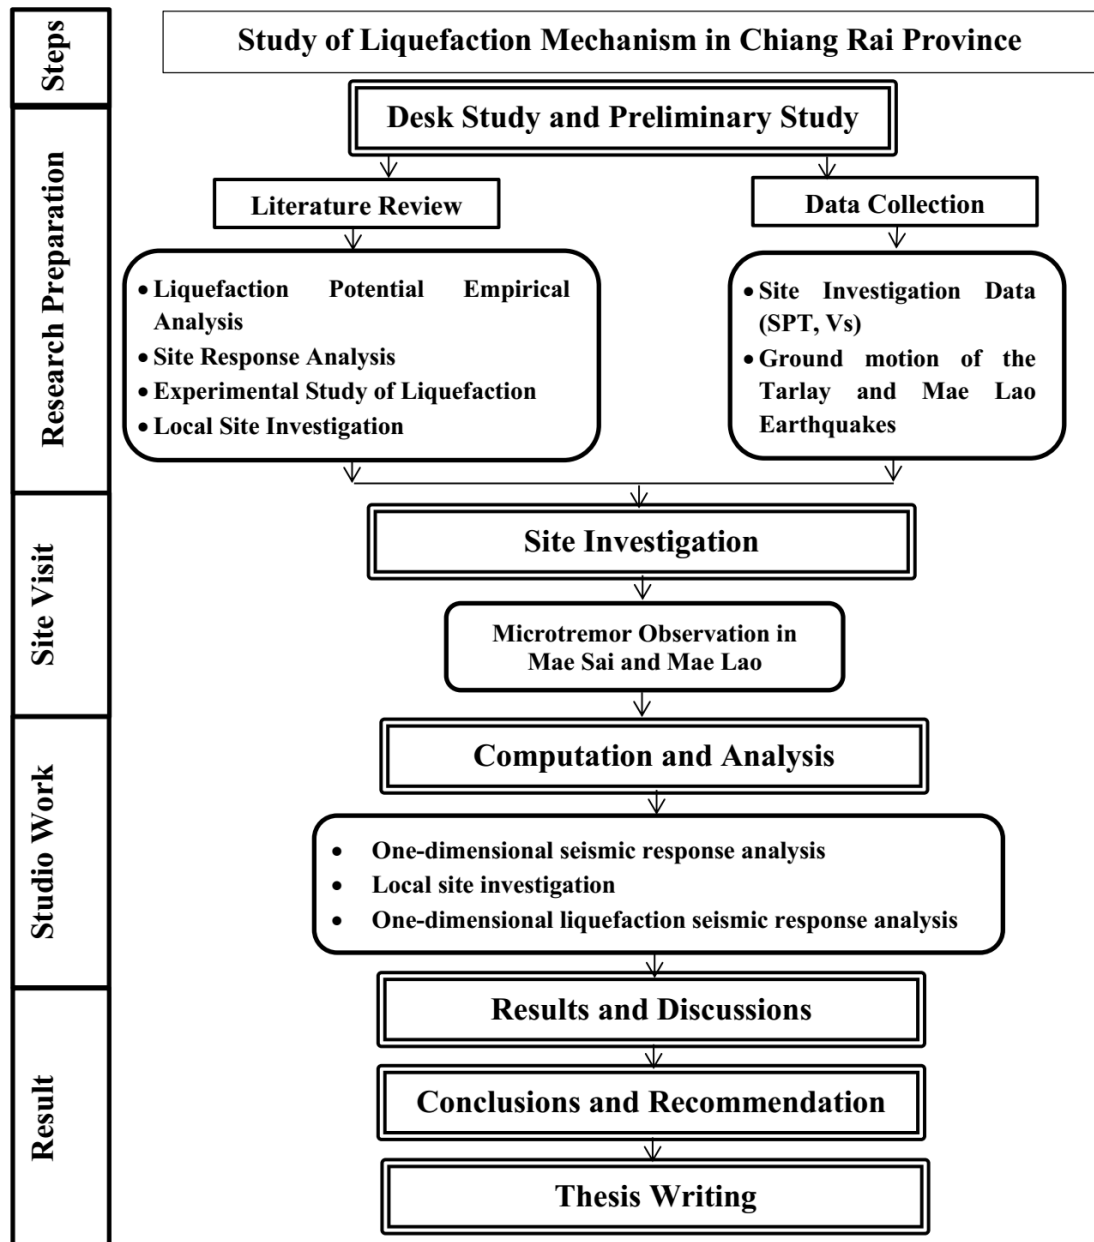 Steps
Study of Liquefaction Mechanism in Chiang Rai Province
Research Preparation
Desk Study and Preliminary Study
Literature Review
Data Collection
• Liquefaction Potential Empirical
Analysis
• Site Response Analysis
• Experimental Study of Liquefaction
• Local Site Investigation
• Site Investigation Data
(SPT, Vs)
• Ground motion of the
Tarlay and Mae Lao
Earthquakes
Site Visit
Site Investigation
Microtremor Observation in
Mae Sai and Mae Lao
Studio Work
Computation and Analysis
• One-dimensional seismic response analysis
• Local site investigation
• One-dimensional liquefaction seismic response analysis
Result
Results and Discussions
Conclusions and Recommendation
Thesis Writing